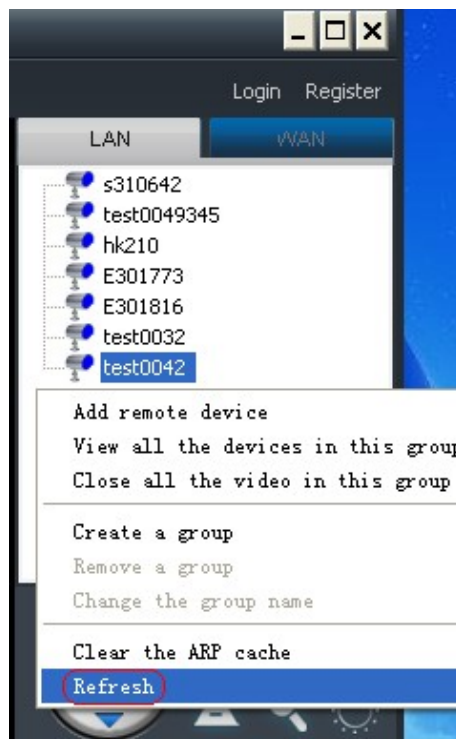 Login Register
LAN WAN
s310642
test0049345
hk210
E301773
E301816
test0032
test0042
Add remote device
View all the devices in this group
Close all the video in this group
Create a group
Remove a group
Change the group name
Clear the ARP cache
Refresh